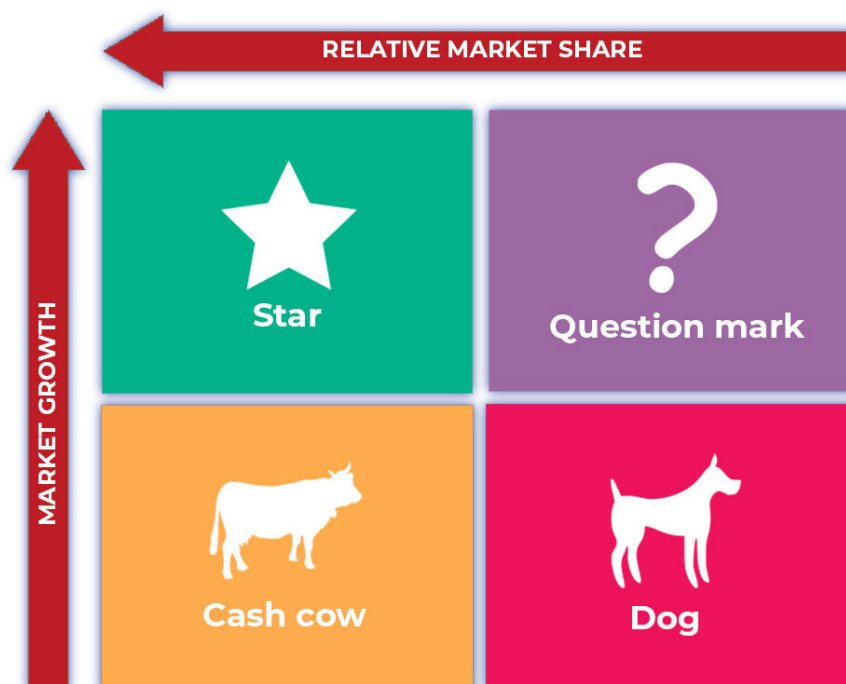 RELATIVE MARKET SHARE
MARKET GROWTH
Star
Question mark
Cash cow
Dog